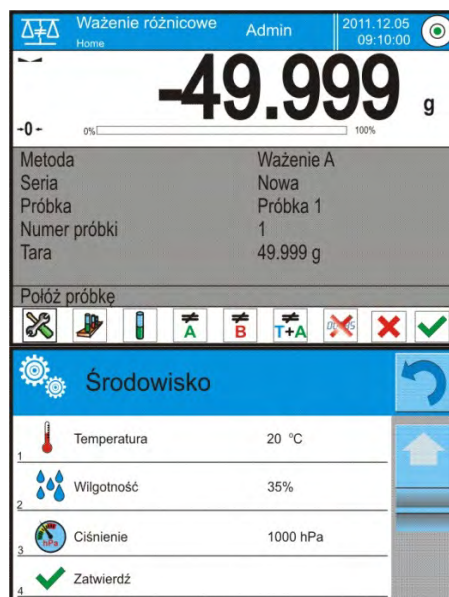 Ważenie różnicowe Admin 2011.12.05
Home 09:10:00
-49.999 g
→0← 0% 100%
Metoda Ważenie A
Seria Nowa
Próbka Próbka 1
Numer próbki 1
Tara 49.999 g
Połóż próbkę
A B T+A
Środowisko
1 Temperatura 20 °C
2 Wilgotność 35%
hPa
3 Ciśnienie 1000 hPa
4 Zatwierdź